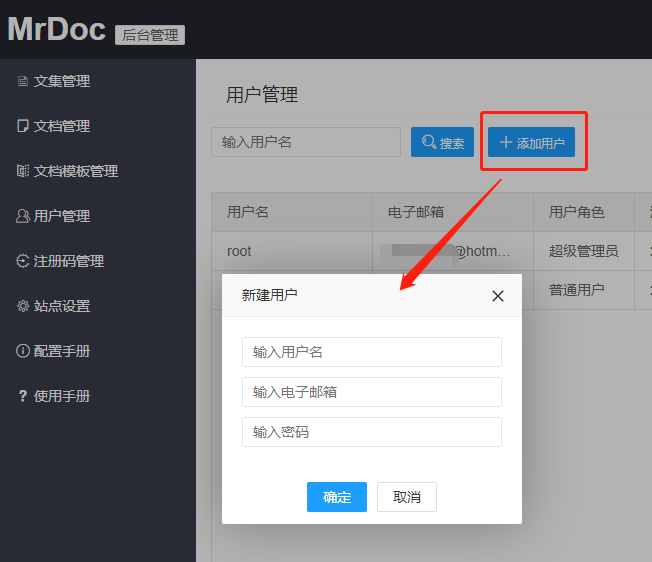 MrDoc 后台管理
文集管理
文档管理
文档模板管理
用户管理
注册码管理
站点设置
配置手册
使用手册
用户管理
输入用户名 搜索 添加用户
用户名 电子邮箱 用户角色
root @hotm... 超级管理员
普通用户
新建用户
输入用户名
输入电子邮箱
输入密码
确定 取消